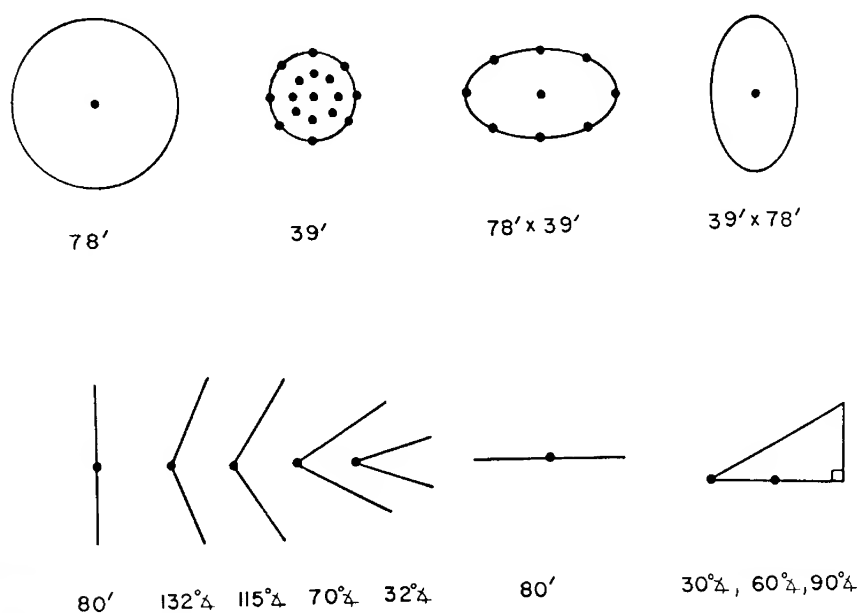 78′ 39′ 78′ x 39′ 39′ x 78′
80′ 132°∡ 115°∡ 70°∡ 32°∡ 80′ 30°∡, 60°∡, 90°∡